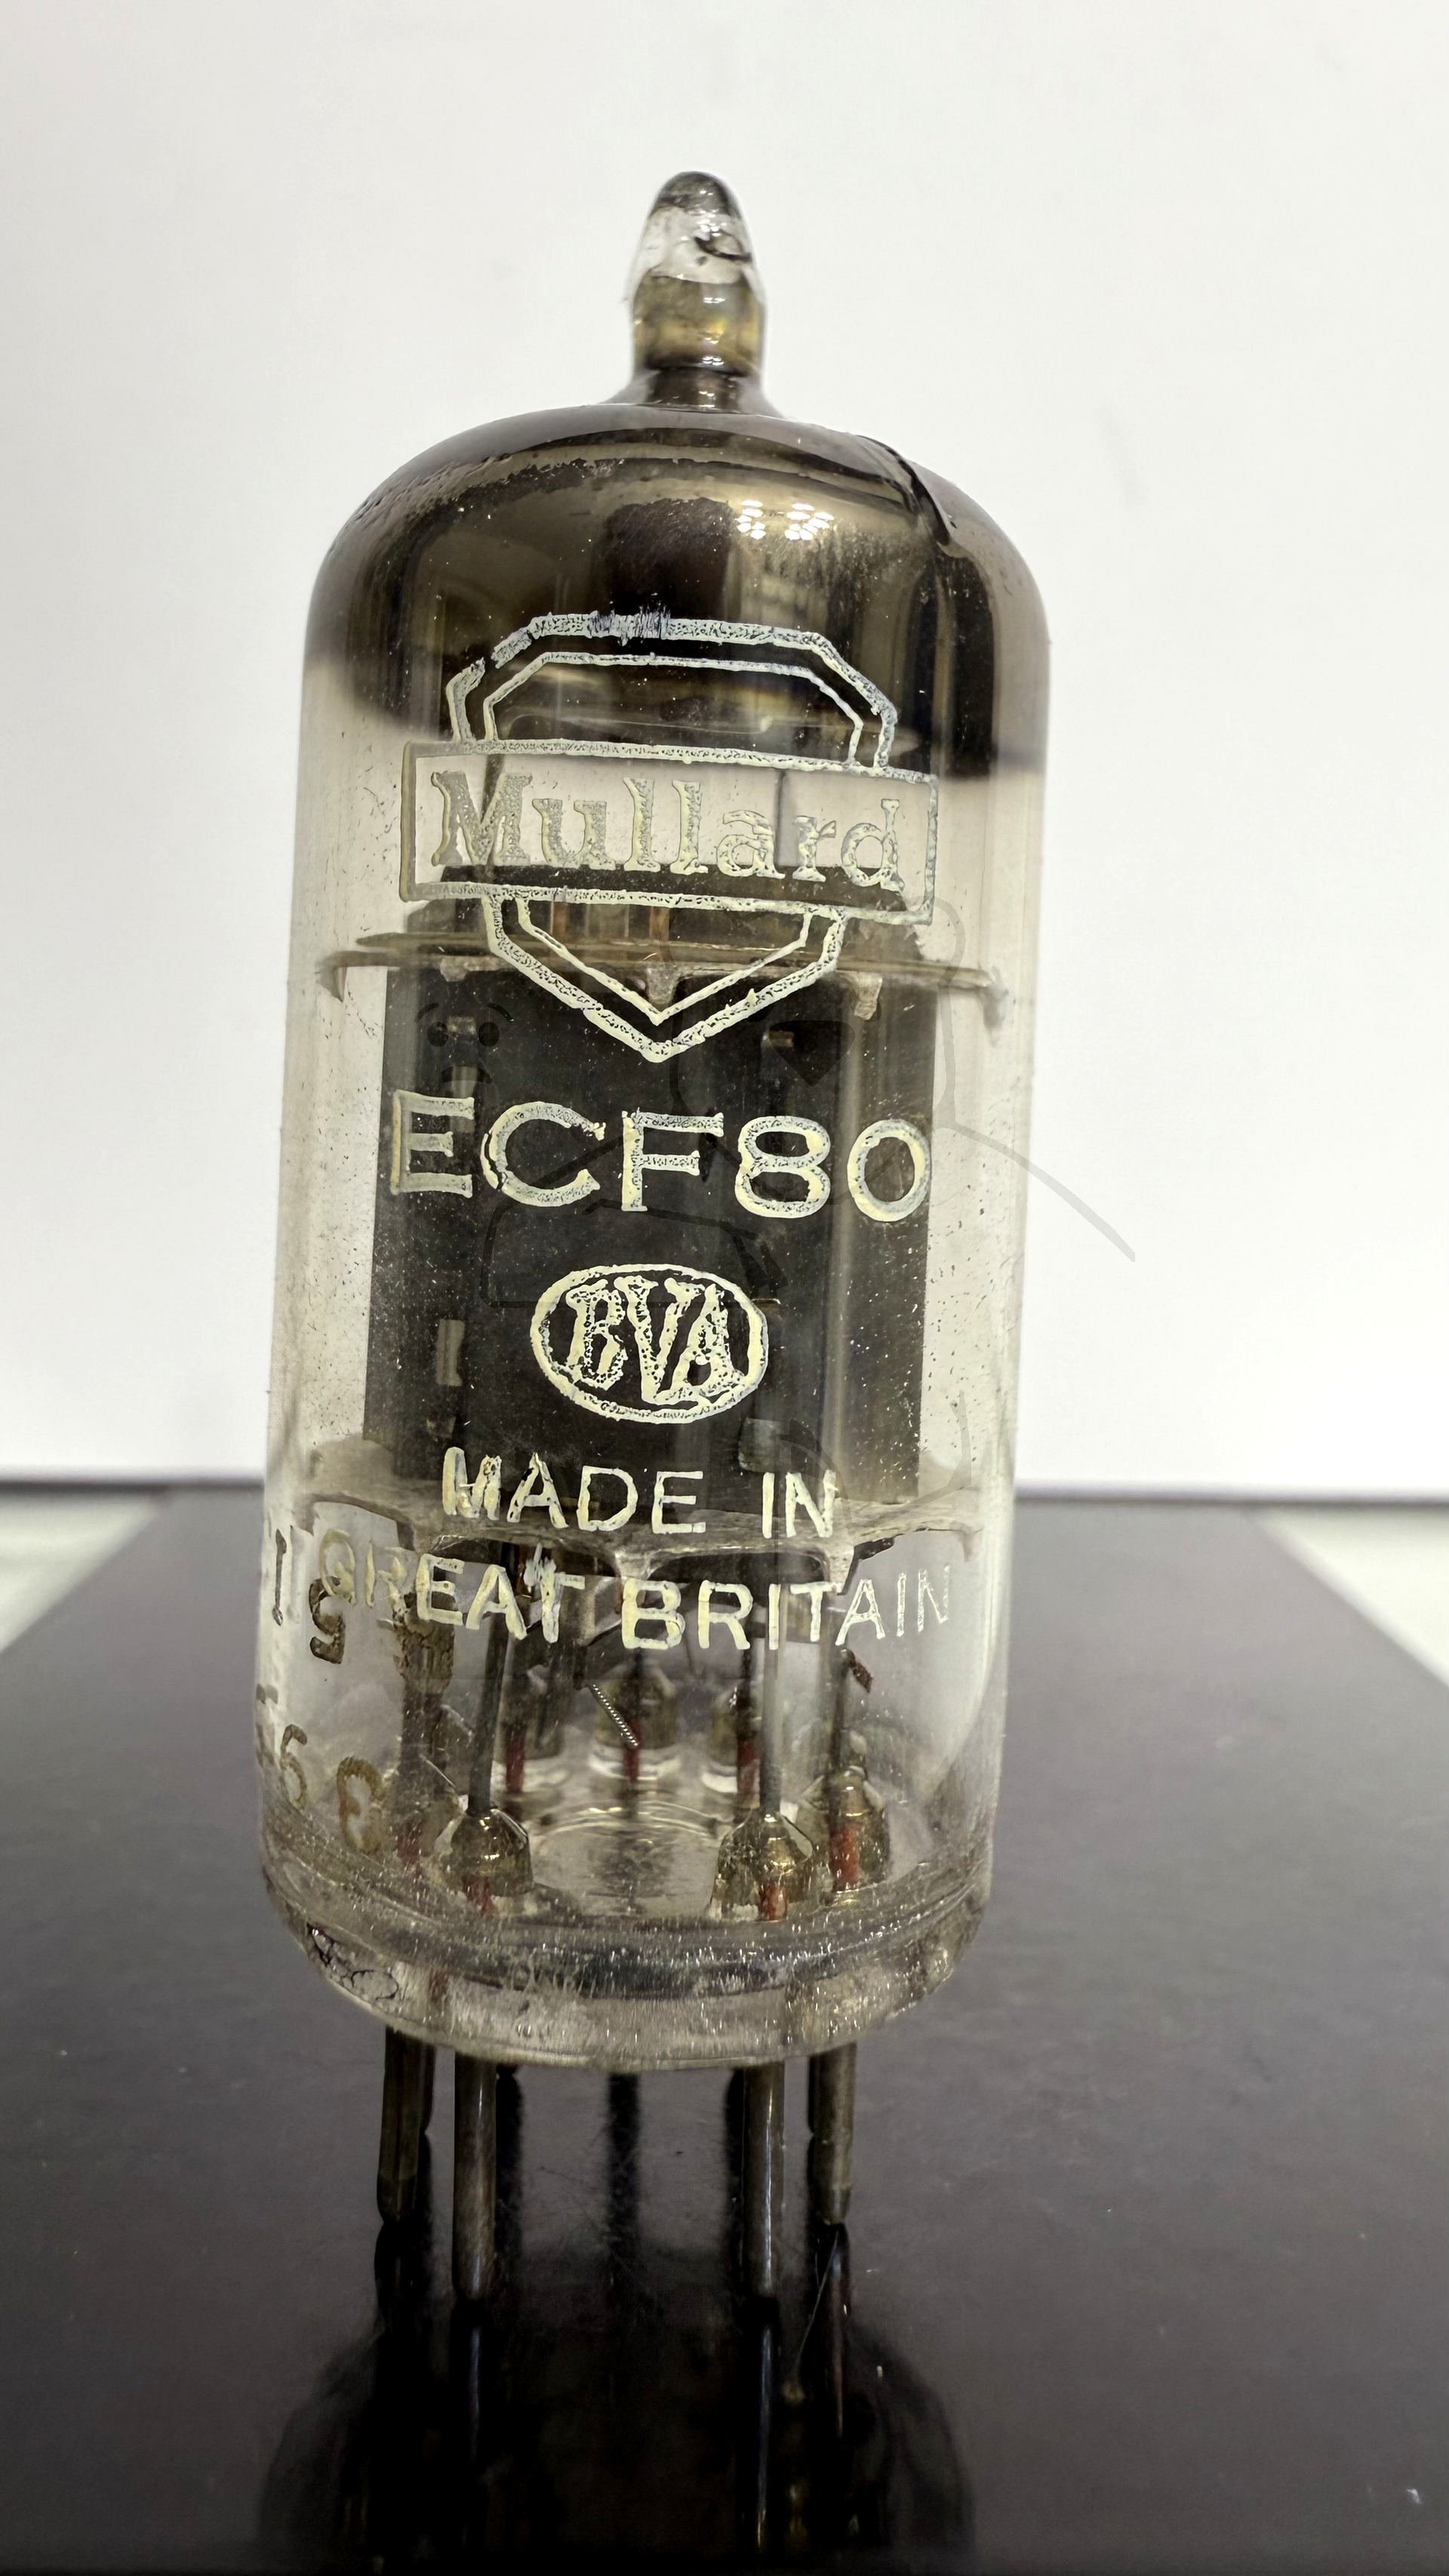 Mullard
ECF80
BVA
MADE IN
GREAT BRITAIN